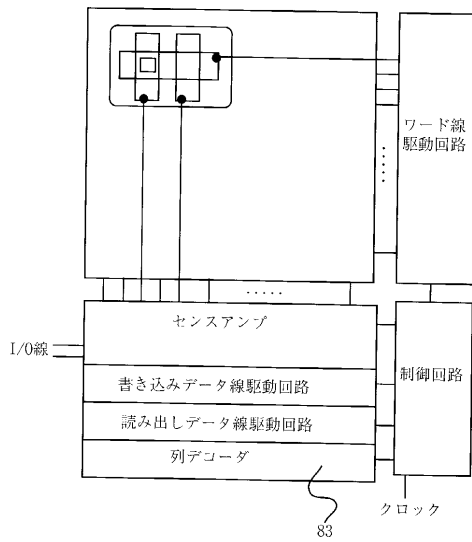 ワード線
駆動回路
センスアンプ
I/O線
書き込みデータ線駆動回路
制御回路
読み出しデータ線駆動回路
列デコーダ
クロック
83